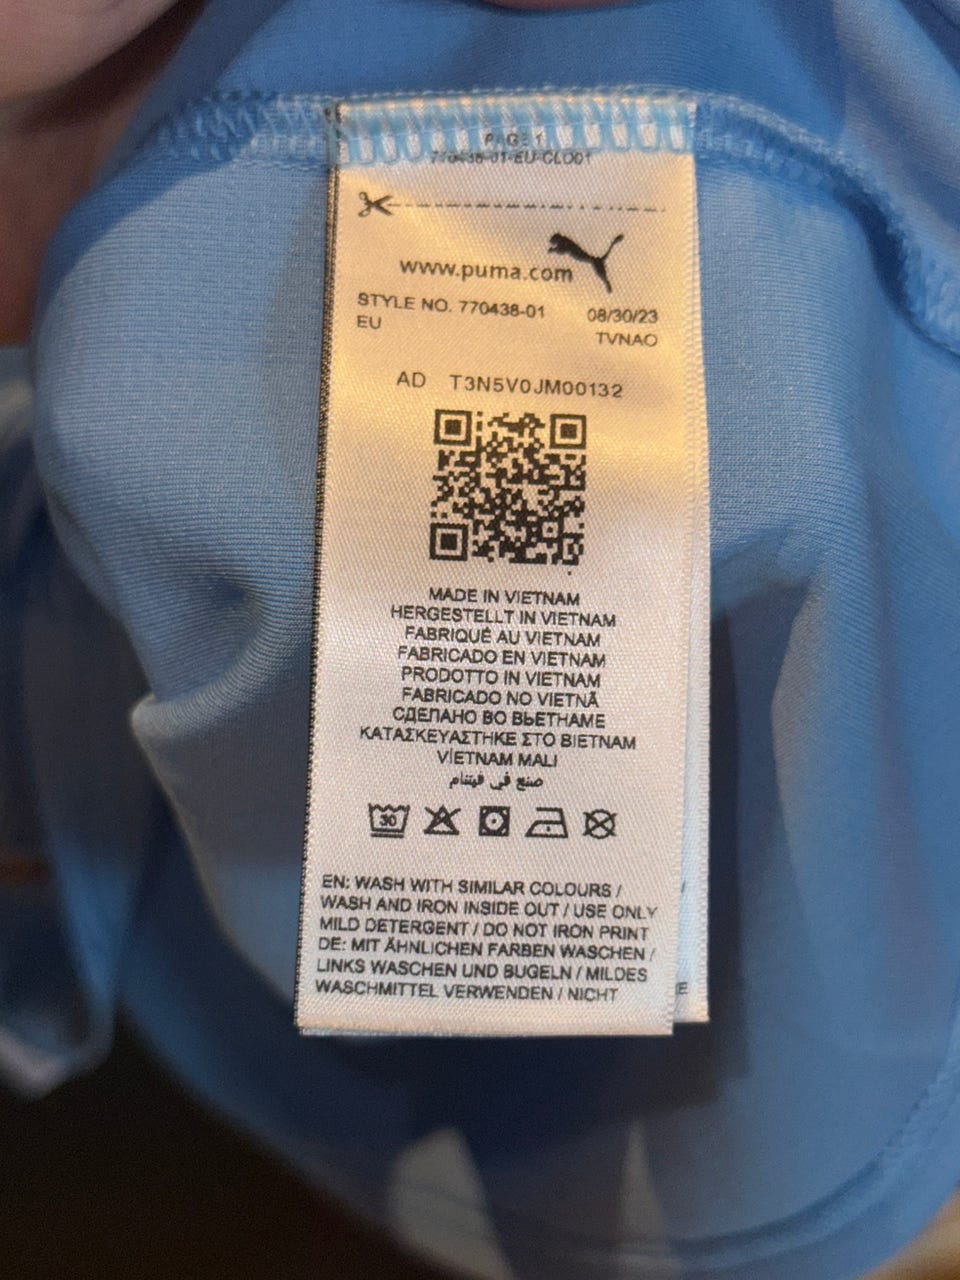 PAGE 1
770438-01-EU-CLO01
www.puma.com
STYLE NO. 770438-01 08/30/23
EU TVNAO
AD T3N5V0JM00132
MADE IN VIETNAM
HERGESTELLT IN VIETNAM
FABRIQUÉ AU VIETNAM
FABRICADO EN VIETNAM
PRODOTTO IN VIETNAM
FABRICADO NO VIETNÃ
СДЕЛАНО ВО ВЬЕТНАМЕ
ΚΑΤΑΣΚΕΥΑΣΤΗΚΕ ΣΤΟ ΒΙΕΤΝΑΜ
VİETNAM MALI
صنع في فيتنام
30
EN: WASH WITH SIMILAR COLOURS /
WASH AND IRON INSIDE OUT / USE ONLY
MILD DETERGENT / DO NOT IRON PRINT
DE: MIT ÄHNLICHEN FARBEN WASCHEN /
LINKS WASCHEN UND BÜGELN / MILDES
WASCHMITTEL VERWENDEN / NICHT